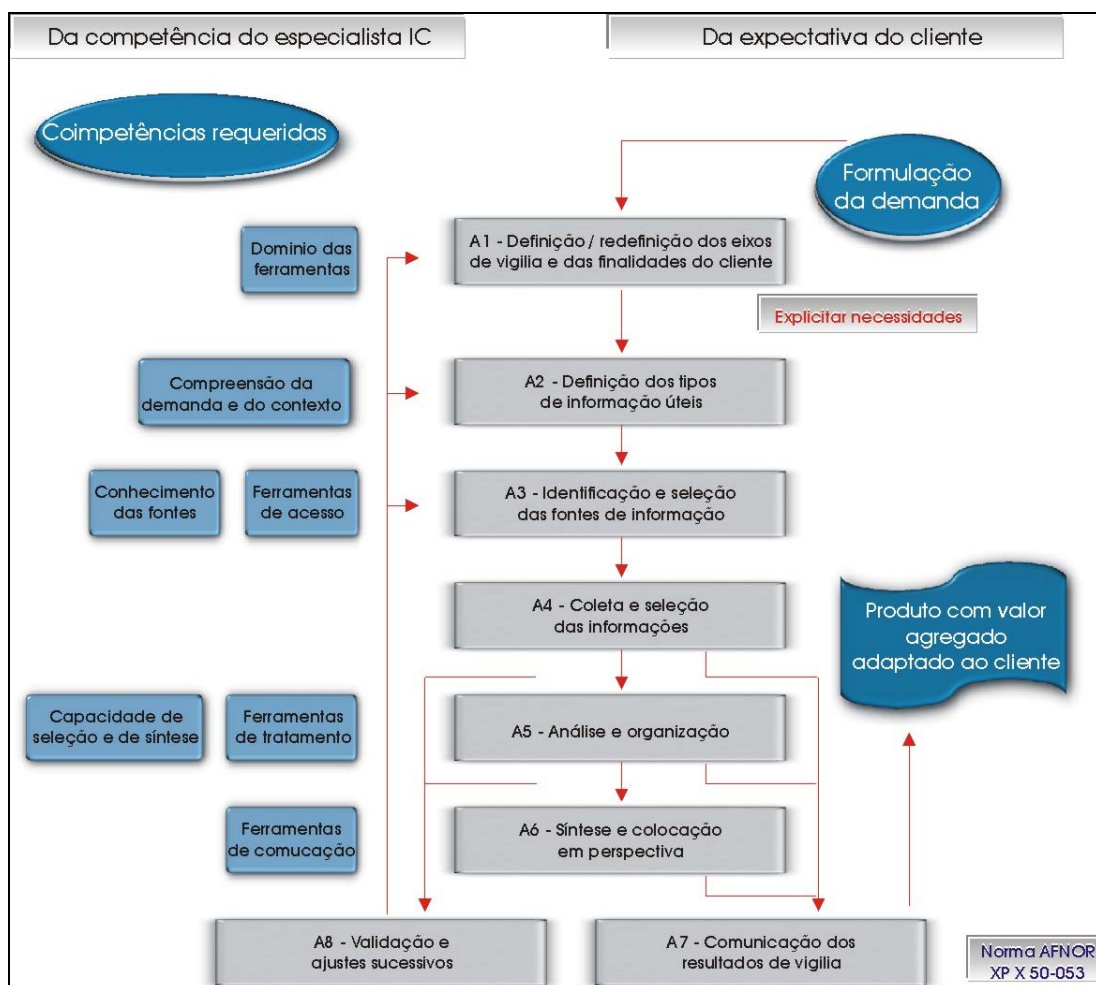 Da competência do especialista IC
Da expectativa do cliente
Coimpetências requeridas
Formulação
da demanda
Dominio das
ferramentas
A1 - Definição / redefinição dos eixos
de vigilia e das finalidades do cliente
Explicitar necessidades
Compreensão da
demanda e do contexto
A2 - Definição dos tipos
de informação úteis
Conhecimento
das fontes
Ferramentas
de acesso
A3 - Identificação e seleção
das fontes de informação
A4 - Coleta e seleção
das informações
Produto com valor
agregado
adaptado ao cliente
Capacidade de
seleção e de síntese
Ferramentas
de tratamento
A5 - Análise e organização
Ferramentas
de comucação
A6 - Síntese e colocação
em perspectiva
A8 - Validação e
ajustes sucessivos
A7 - Comunicação dos
resultados de vigilia
Norma AFNOR
XP X 50-053